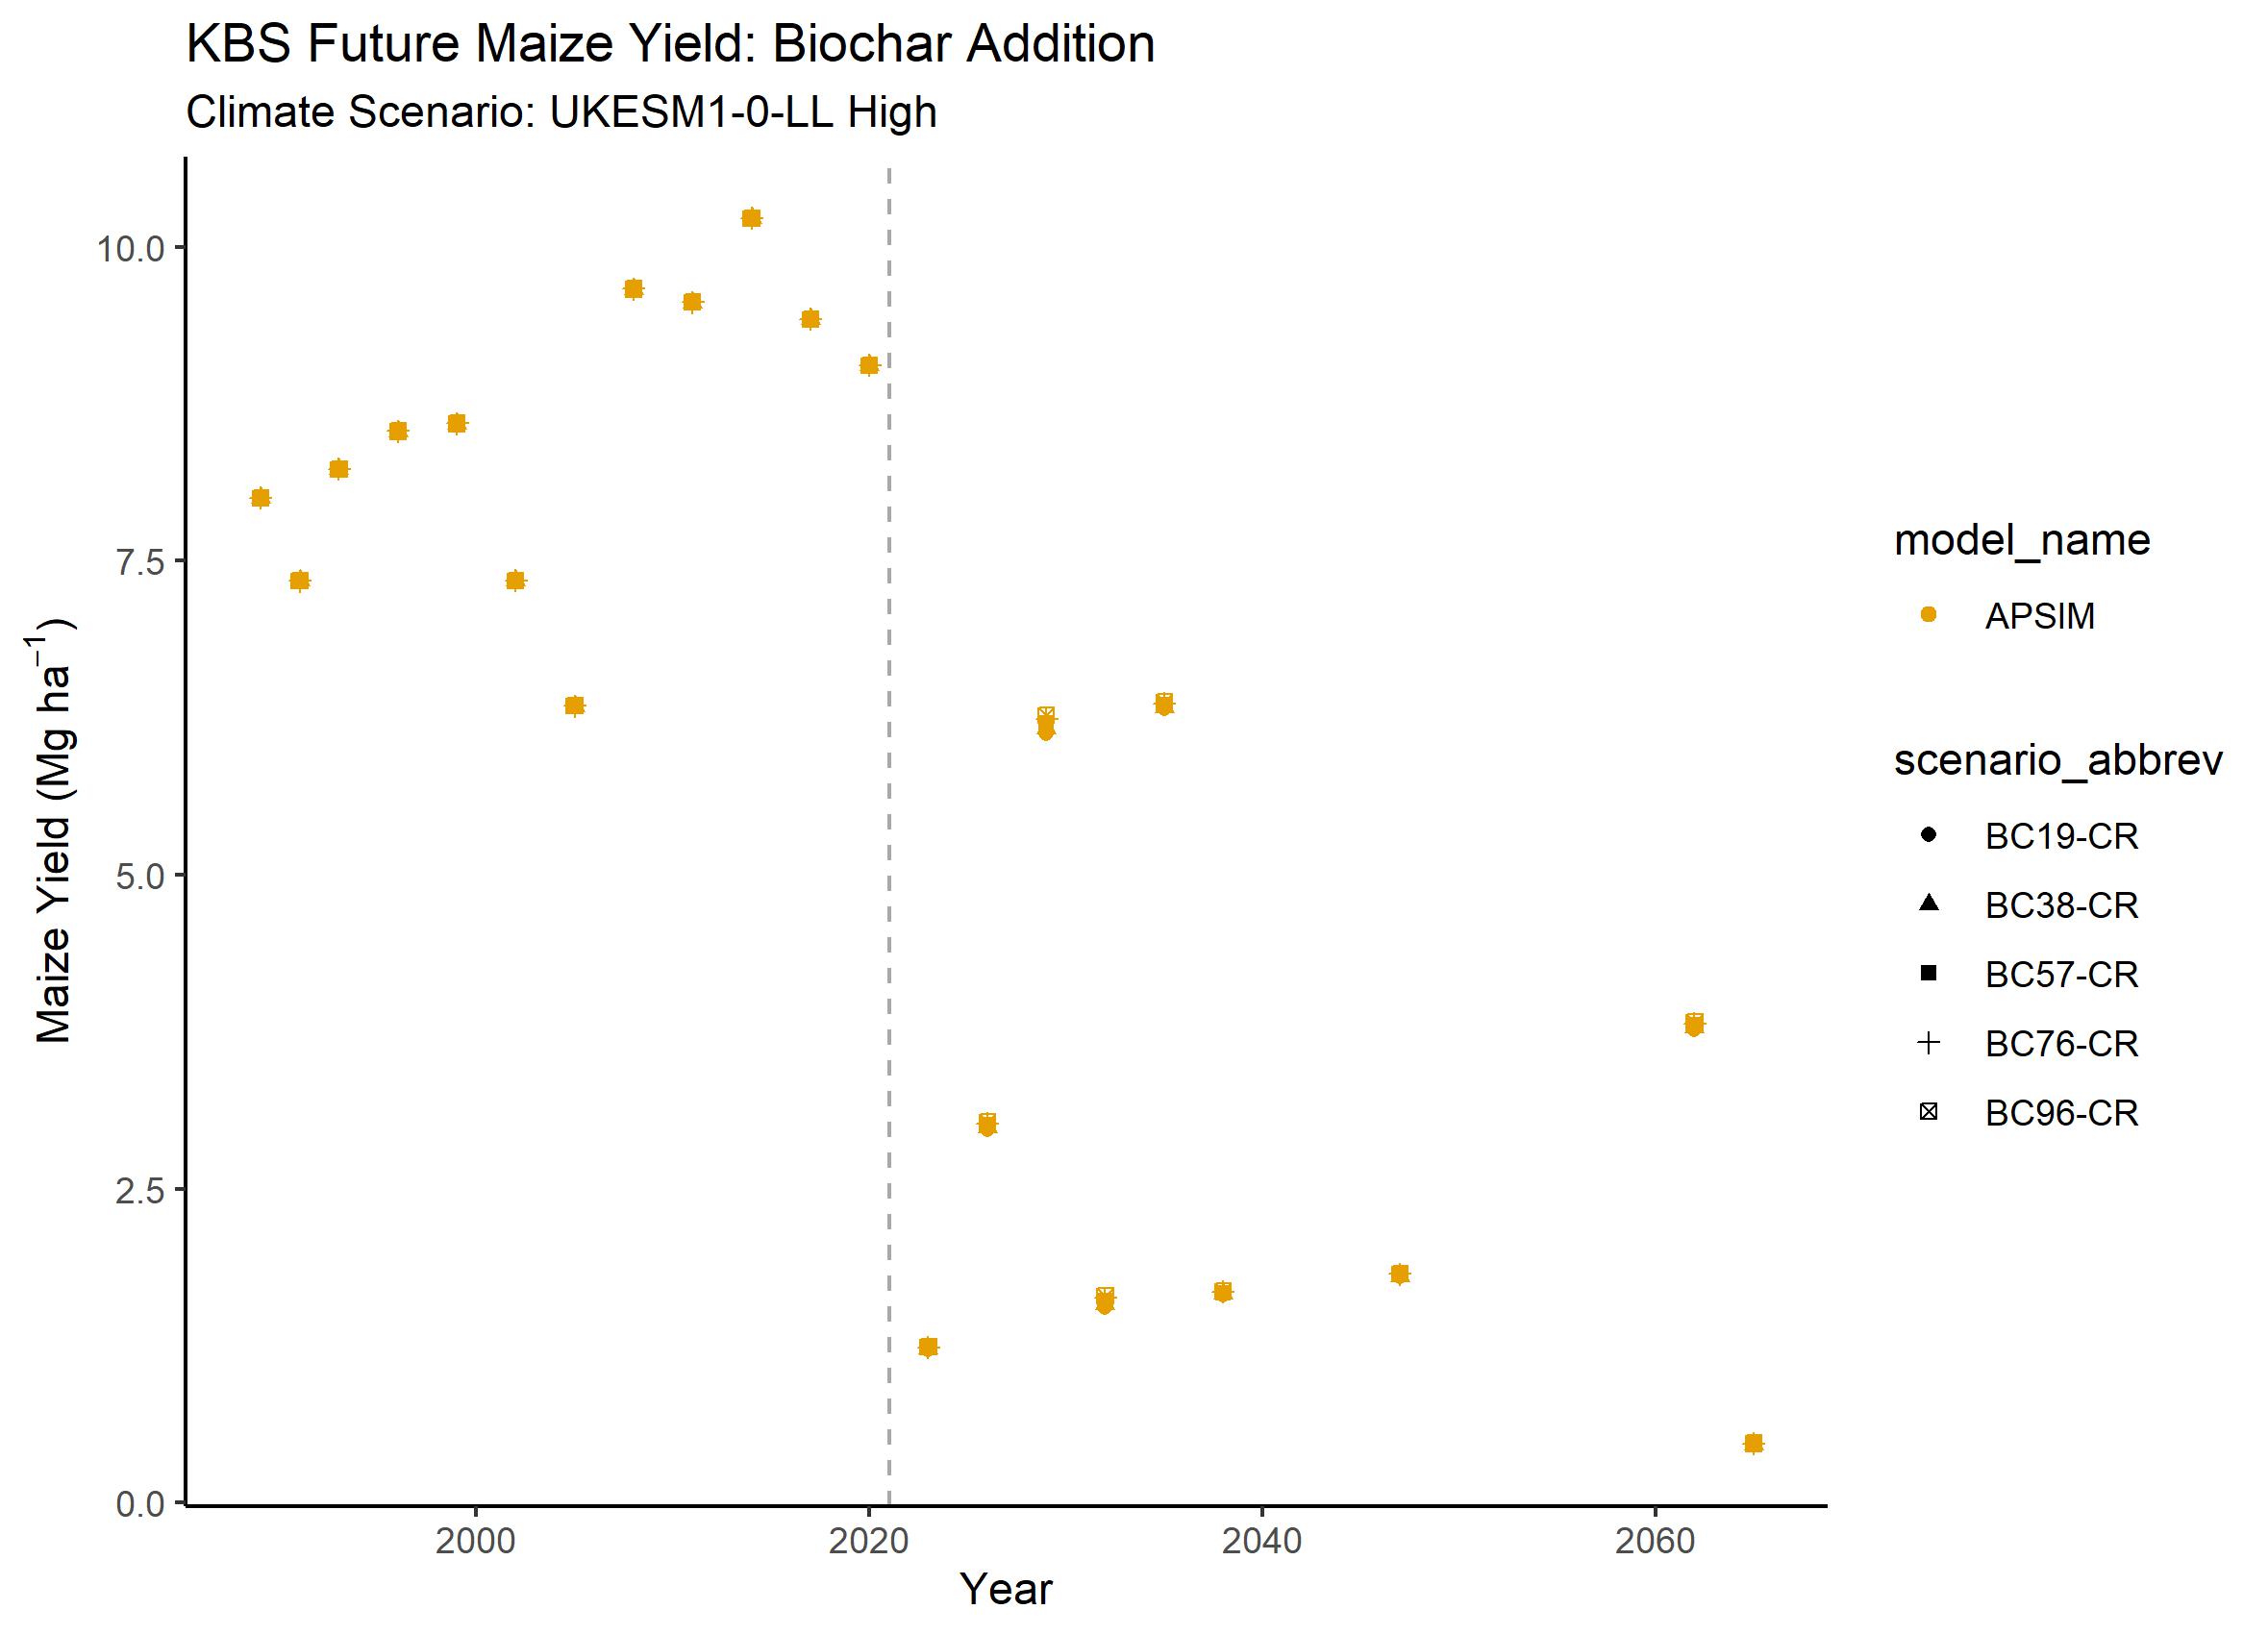 KBS Future Maize Yield: Biochar Addition
Climate Scenario: UKESM1-0-LL High
Maize Yield (Mg ha⁻¹)
10.0
7.5
5.0
2.5
0.0
2000
2020
2040
2060
Year
model_name
APSIM
scenario_abbrev
BC19-CR
BC38-CR
BC57-CR
BC76-CR
BC96-CR